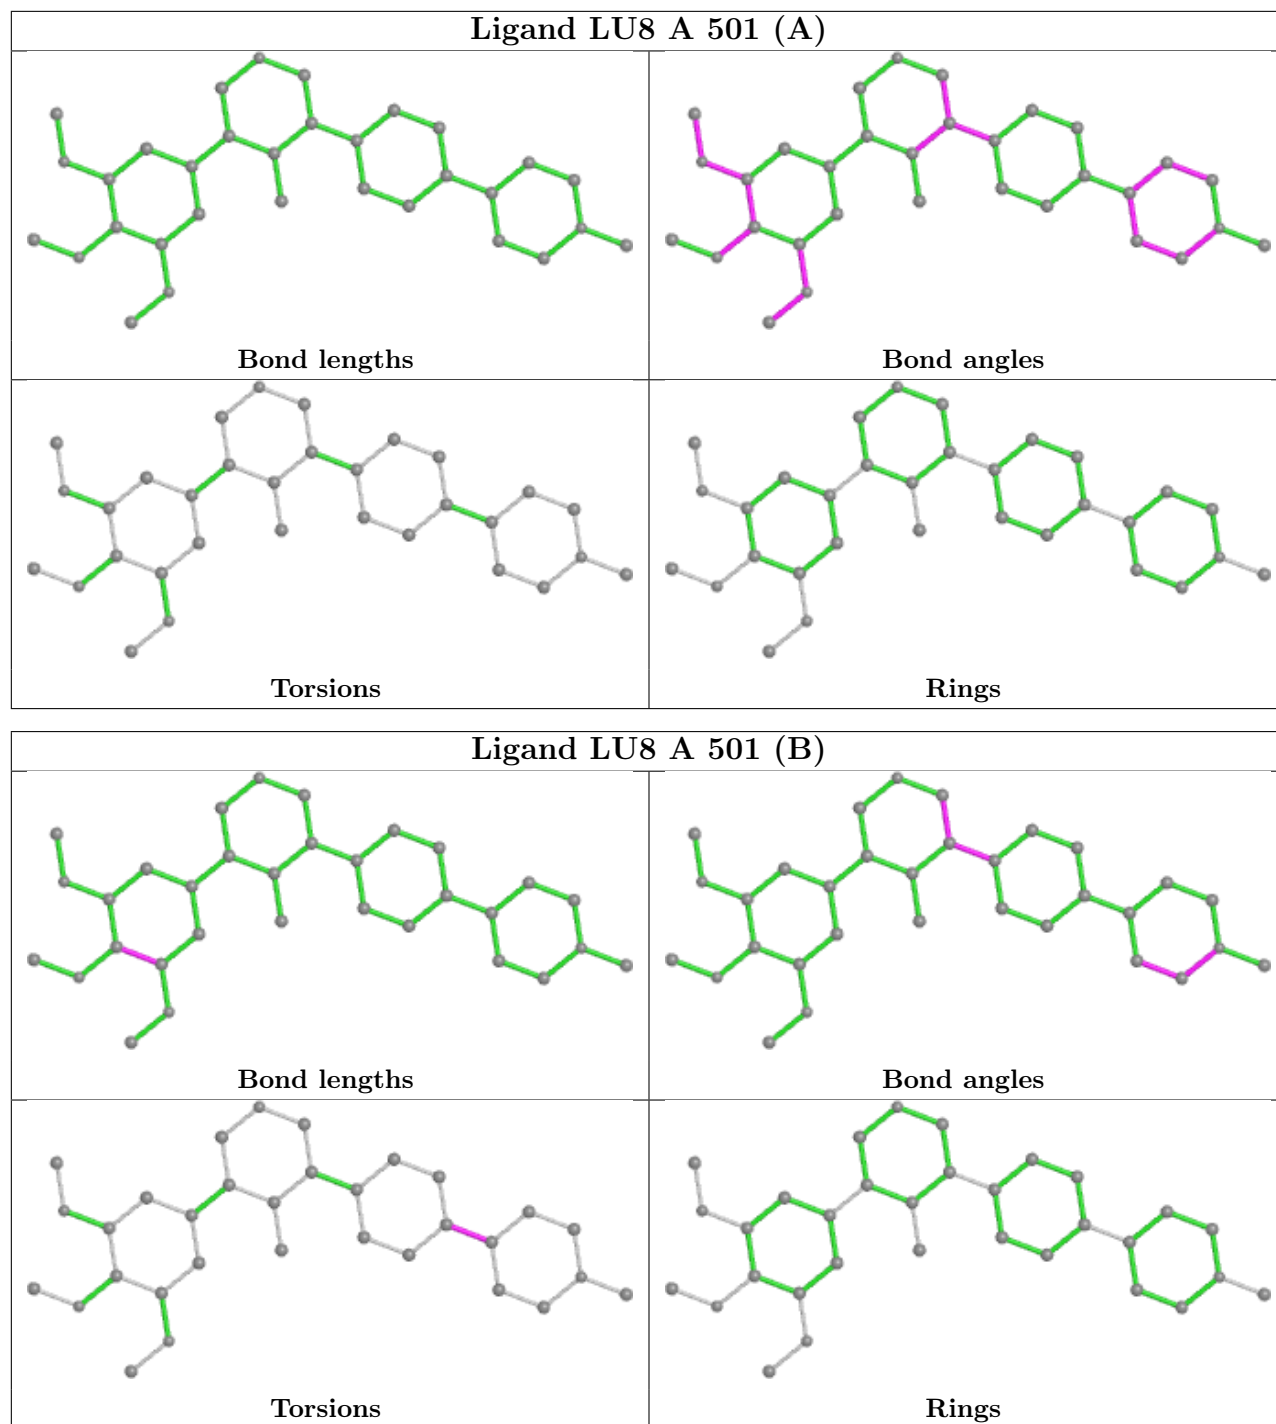 Ligand LU8 A 501 (A)
Bond lengths
Bond angles
Torsions
Rings
Ligand LU8 A 501 (B)
Bond lengths
Bond angles
Torsions
Rings